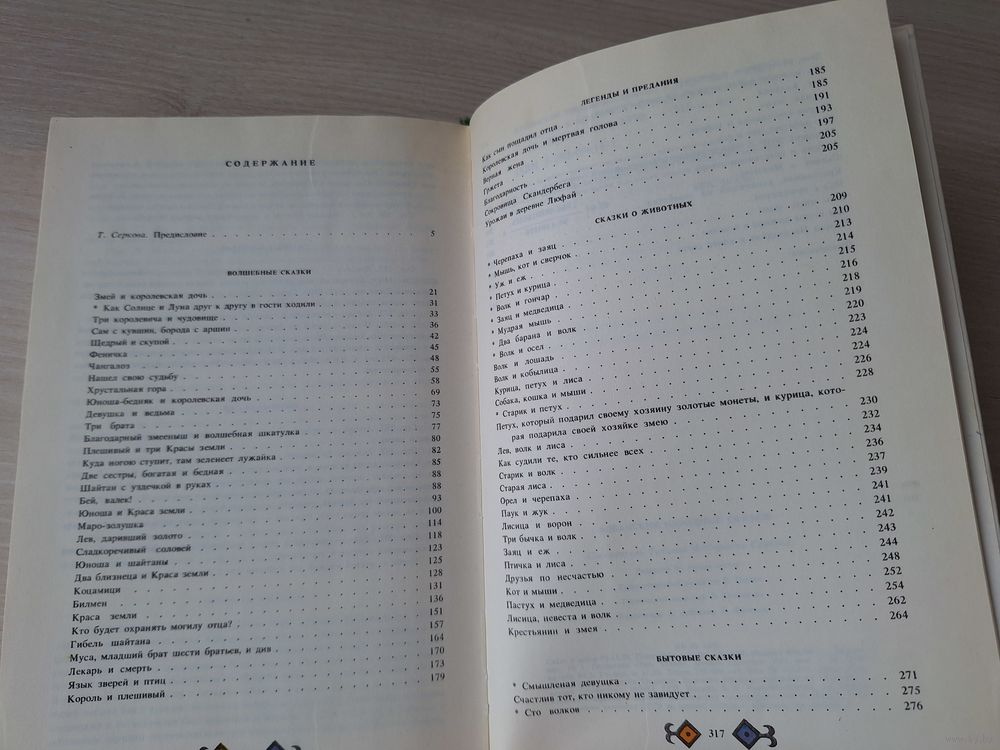 СОДЕРЖАНИЕ
Т. Серкова. Предисловие . . . . . 5
ВОЛШЕБНЫЕ СКАЗКИ
Змей и королевская дочь . . . . . 21
* Как Солнце и Луна друг к другу в гости ходили . . . . . 31
Три королевича и чудовище . . . . . 33
Сам с кувшин, борода с аршин . . . . . 36
Щедрый и скупой . . . . . 42
Феничка . . . . . 45
Чангалоз . . . . . 48
Нашел свою судьбу . . . . . 55
Хрустальная гора . . . . . 58
Юноша-бедняк и королевская дочь . . . . . 69
Девушка и ведьма . . . . . 73
Три брата . . . . . 75
Благодарный змееныш и волшебная шкатулка . . . . . 77
Плешивый и три Красы земли . . . . . 80
Куда ногою ступит, там зеленеет лужайка . . . . . 82
Две сестры, богатая и бедная . . . . . 85
Шайтан с уздечкой в руках . . . . . 88
Бей, валек! . . . . . 88
Юноша и Краса земли . . . . . 93
Маро-золушка . . . . . 100
Лев, даривший золото . . . . . 114
Сладкоречивый соловей . . . . . 118
Юноша и шайтаны . . . . . 123
Два близнеца и Краса земли . . . . . 125
Коцамици . . . . . 128
Билмен . . . . . 131
Краса земли . . . . . 136
Кто будет охранять могилу отца? . . . . . 151
Гибель шайтана . . . . . 157
Муса, младший брат шести братьев, и див . . . . . 164
Лекарь и смерть . . . . . 170
Язык зверей и птиц . . . . . 173
Король и плешивый . . . . . 179
ЛЕГЕНДЫ И ПРЕДАНИЯ
Как сын пощадил отца . . . . . 185
Королевская дочь и мертвая голова . . . . . 185
Верная жена . . . . . 191
Гржета . . . . . 193
Благодарность . . . . . 197
Сокровища Скандербега . . . . . 205
Урожаи в деревне Люфай . . . . . 205
СКАЗКИ О ЖИВОТНЫХ
* Черепаха и заяц . . . . . 209
* Мышь, кот и сверчок . . . . . 210
* Уж и еж . . . . . 213
* Петух и курица . . . . . 214
* Волк и гончар . . . . . 215
* Заяц и медведица . . . . . 216
* Мудрая мышь . . . . . 218
* Два барана и волк . . . . . 219
* Волк и осел . . . . . 220
Волк и лошадь . . . . . 223
Волк и кобылица . . . . . 224
Курица, петух и лиса . . . . . 224
Собака, кошка и мыши . . . . . 226
* Старик и петух . . . . . 228
Петух, который подарил своему хозяину золотые монеты, и курица, кото-
рая подарила своей хозяйке змею . . . . . 230
Лев, волк и лиса . . . . . 232
Как судили те, кто сильнее всех . . . . . 234
Старик и волк . . . . . 236
Старая лиса . . . . . 237
Орел и черепаха . . . . . 239
Паук и жук . . . . . 241
Лисица и ворон . . . . . 241
Три бычка и волк . . . . . 242
Заяц и еж . . . . . 243
Птичка и лиса . . . . . 244
Друзья по несчастью . . . . . 248
Кот и мыши . . . . . 252
Пастух и медведица . . . . . 254
Лисица, невеста и волк . . . . . 262
Крестьянин и змея . . . . . 264
БЫТОВЫЕ СКАЗКИ
* Смышленая девушка . . . . . 271
Счастлив тот, кто никому не завидует . . . . . 275
* Сто волков . . . . . 276
317